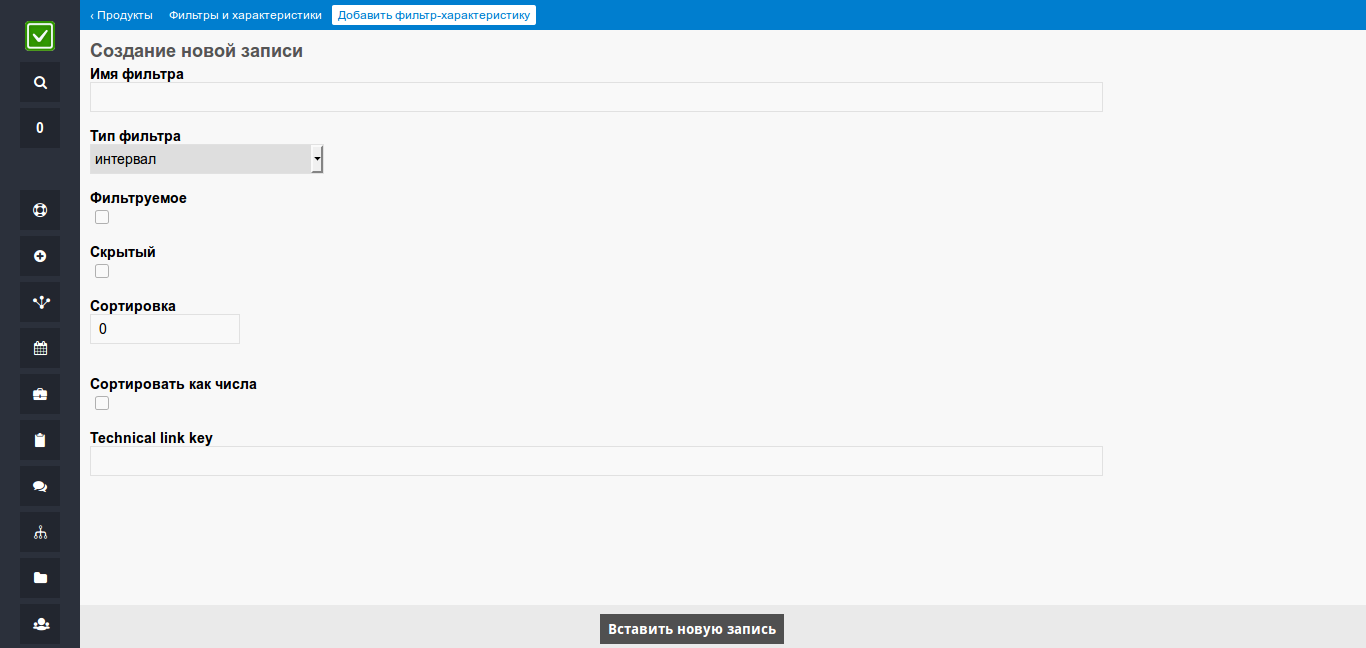 ‹ Продукты Фильтры и характеристики Добавить фильтр-характеристику
0
Создание новой записи
Имя фильтра
Тип фильтра
интервал
Фильтруемое
Скрытый
Сортировка
0
Сортировать как числа
Technical link key
Вставить новую запись